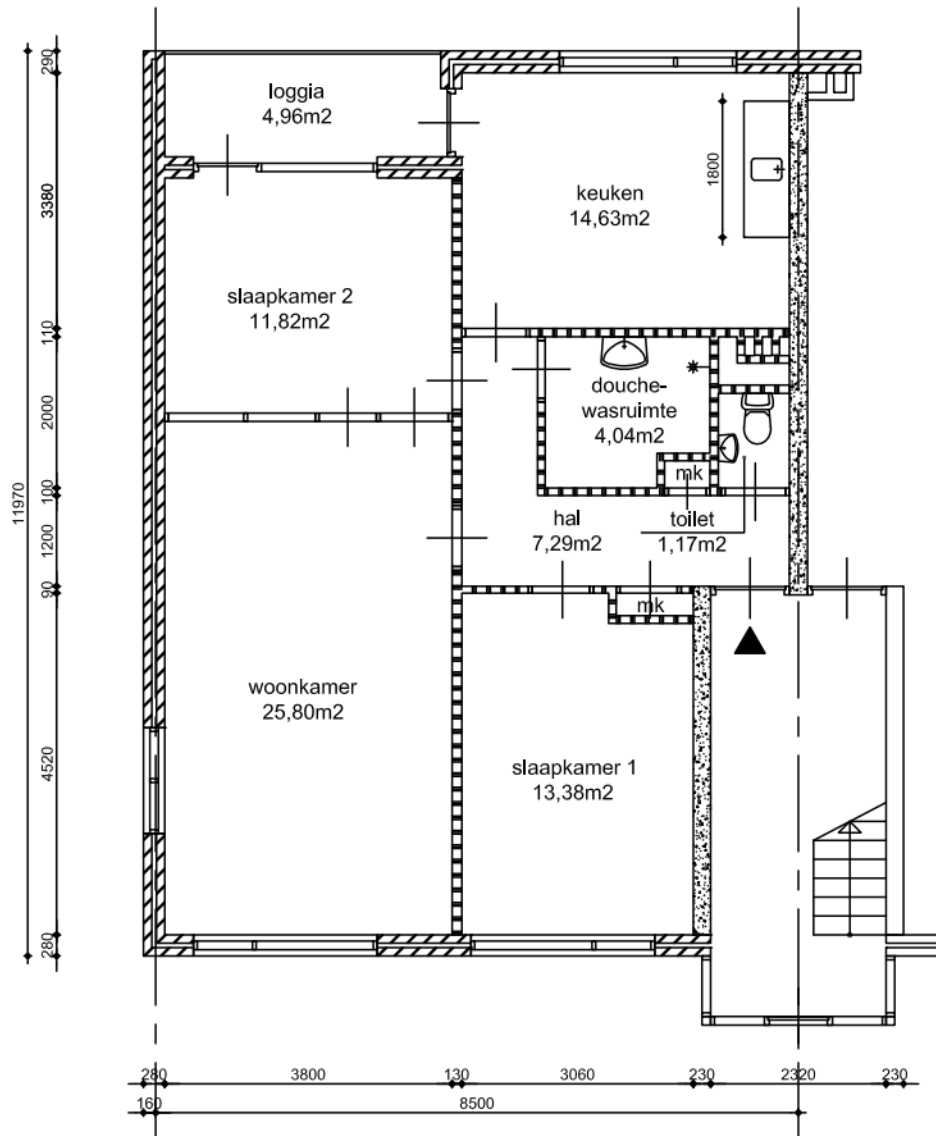 loggia
4,96m2
keuken
14,63m2
1800
slaapkamer 2
11,82m2
douche-
wasruimte
4,04m2
mk
hal
7,29m2
toilet
1,17m2
mk
woonkamer
25,80m2
slaapkamer 1
13,38m2
290
3380
110
2000
100
1200
90
4520
280
11970
280
3800
130
3060
230
2320
230
160
8500